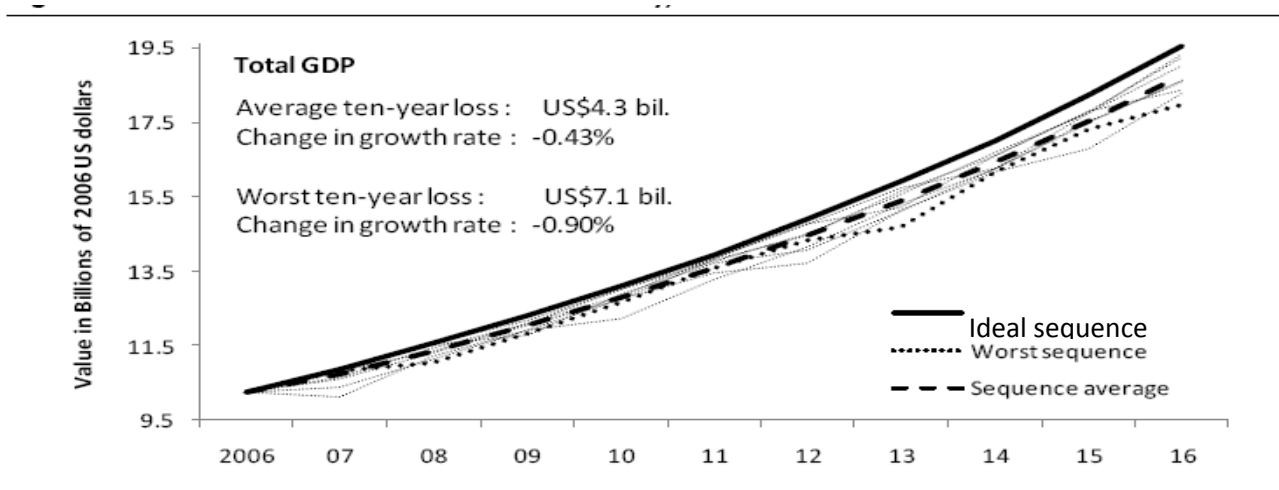 19.5
17.5
15.5
13.5
11.5
9.5
Value in Billions of 2006 US dollars
Total GDP
Average ten-year loss : US$4.3 bil.
Change in growth rate : -0.43%
Worst ten-year loss : US$7.1 bil.
Change in growth rate : -0.90%
Ideal sequence
Worst sequence
Sequence average
2006 07 08 09 10 11 12 13 14 15 16